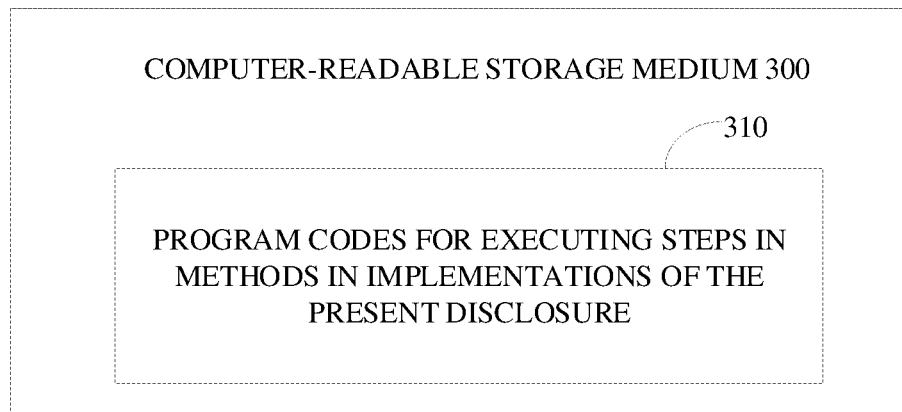 COMPUTER-READABLE STORAGE MEDIUM 300
310
PROGRAM CODES FOR EXECUTING STEPS IN
METHODS IN IMPLEMENTATIONS OF THE
PRESENT DISCLOSURE